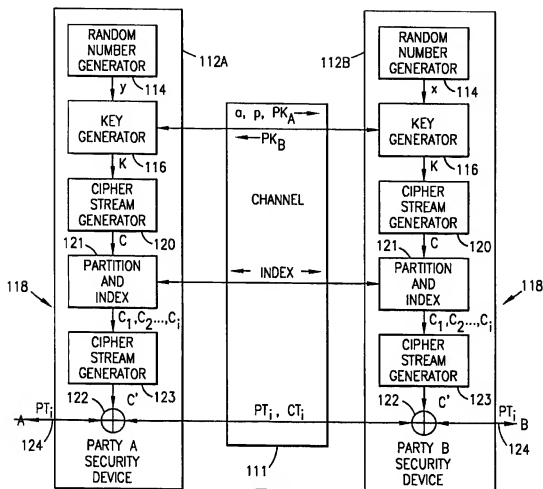 112A
RANDOM
NUMBER
GENERATOR
114
y
KEY
GENERATOR
116
K
CIPHER
STREAM
GENERATOR
120
121
C
PARTITION
AND
INDEX
118
C₁,C₂...,Cᵢ
CIPHER
STREAM
GENERATOR
123
C'
122
PTᵢ
A
124
PARTY A
SECURITY
DEVICE
a, p, PK_A
PK_B
CHANNEL
INDEX
PTᵢ, CTᵢ
111
112B
RANDOM
NUMBER
GENERATOR
114
x
KEY
GENERATOR
116
K
CIPHER
STREAM
GENERATOR
120
121
C
PARTITION
AND
INDEX
118
C₁,C₂...,Cᵢ
CIPHER
STREAM
GENERATOR
123
C'
122
PTᵢ
B
124
PARTY B
SECURITY
DEVICE